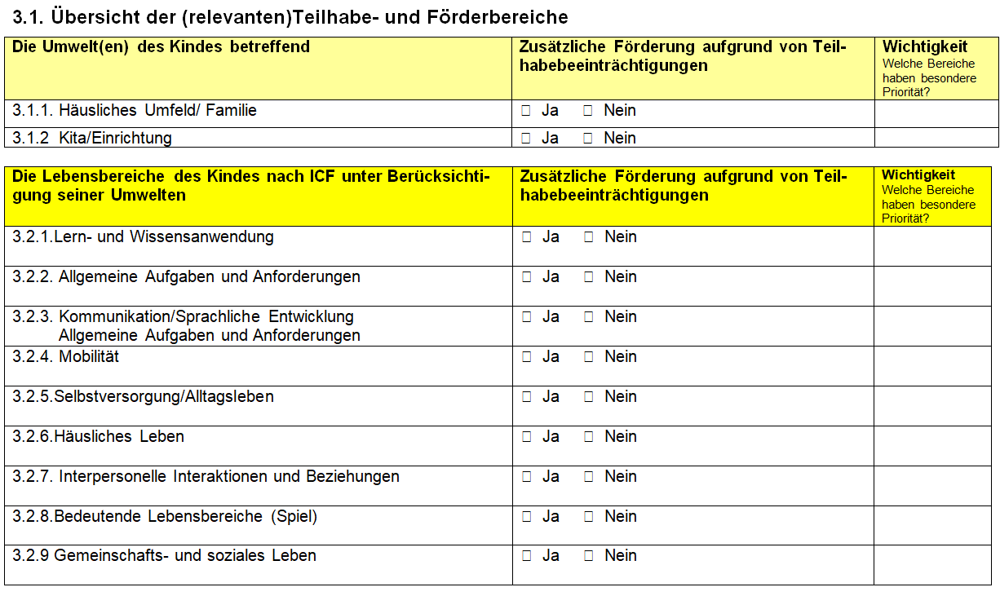 3.1. Übersicht der (relevanten)Teilhabe- und Förderbereiche
Die Umwelt(en) des Kindes betreffend
Zusätzliche Förderung aufgrund von Teil-
habebeeinträchtigungen
Wichtigkeit
Welche Bereiche
haben besondere
Priorität?
3.1.1. Häusliches Umfeld/ Familie
☐ Ja ☐ Nein
3.1.2 Kita/Einrichtung
☐ Ja ☐ Nein
Die Lebensbereiche des Kindes nach ICF unter Berücksichti-
gung seiner Umwelten
Zusätzliche Förderung aufgrund von Teil-
habebeeinträchtigungen
Wichtigkeit
Welche Bereiche
haben besondere
Priorität?
3.2.1.Lern- und Wissensanwendung
☐ Ja ☐ Nein
3.2.2. Allgemeine Aufgaben und Anforderungen
☐ Ja ☐ Nein
3.2.3. Kommunikation/Sprachliche Entwicklung
Allgemeine Aufgaben und Anforderungen
☐ Ja ☐ Nein
3.2.4. Mobilität
☐ Ja ☐ Nein
3.2.5.Selbstversorgung/Alltagsleben
☐ Ja ☐ Nein
3.2.6.Häusliches Leben
☐ Ja ☐ Nein
3.2.7. Interpersonelle Interaktionen und Beziehungen
☐ Ja ☐ Nein
3.2.8.Bedeutende Lebensbereiche (Spiel)
☐ Ja ☐ Nein
3.2.9 Gemeinschafts- und soziales Leben
☐ Ja ☐ Nein